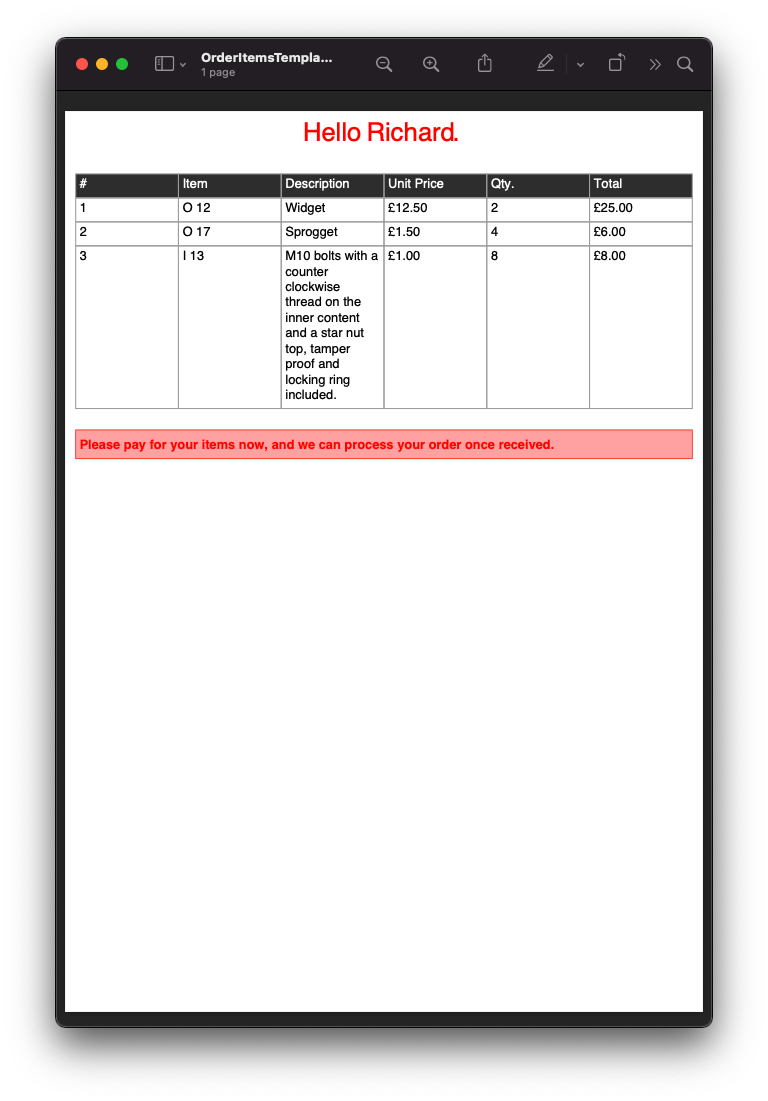 OrderItemsTempla...
1 page
Hello Richard.
# Item Description Unit Price Qty. Total
1 O 12 Widget £12.50 2 £25.00
2 O 17 Sprogget £1.50 4 £6.00
3 I 13 M10 bolts with a £1.00 8 £8.00
counter
clockwise
thread on the
inner content
and a star nut
top, tamper
proof and
locking ring
included.
Please pay for your items now, and we can process your order once received.